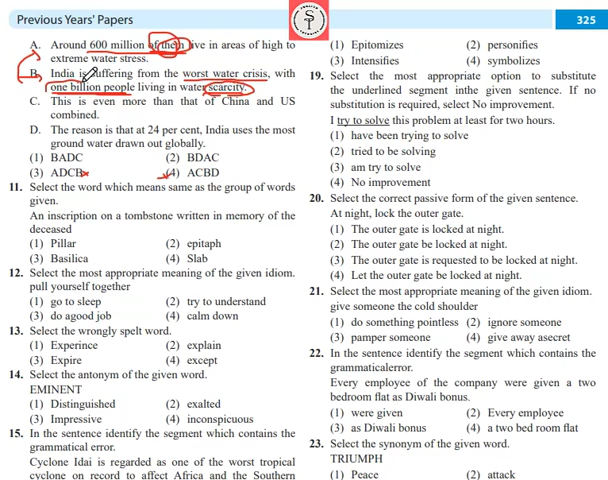 Previous Years' Papers
325
A. Around 600 million of them live in areas of high to
extreme water stress.
B. India is suffering from the worst water crisis, with
one billion people living in water scarcity.
C. This is even more than that of China and US
combined.
D. The reason is that at 24 per cent, India uses the most
ground water drawn out globally.
(1) BADC (2) BDAC
(3) ADCB (4) ACBD
11. Select the word which means same as the group of words
given.
An inscription on a tombstone written in memory of the
deceased
(1) Pillar (2) epitaph
(3) Basilica (4) Slab
12. Select the most appropriate meaning of the given idiom.
pull yourself together
(1) go to sleep (2) try to understand
(3) do agood job (4) calm down
13. Select the wrongly spelt word.
(1) Experince (2) explain
(3) Expire (4) except
14. Select the antonym of the given word.
EMINENT
(1) Distinguished (2) exalted
(3) Impressive (4) inconspicuous
15. In the sentence identify the segment which contains the
grammatical error.
Cyclone Idai is regarded as one of the worst tropical
cyclone on record to affect Africa and the Southern
(1) Epitomizes (2) personifies
(3) Intensifies (4) symbolizes
19. Select the most appropriate option to substitute
the underlined segment inthe given sentence. If no
substitution is required, select No improvement.
I try to solve this problem at least for two hours.
(1) have been trying to solve
(2) tried to be solving
(3) am try to solve
(4) No improvement
20. Select the correct passive form of the given sentence.
At night, lock the outer gate.
(1) The outer gate is locked at night.
(2) The outer gate be locked at night.
(3) The outer gate is requested to be locked at night.
(4) Let the outer gate be locked at night.
21. Select the most appropriate meaning of the given idiom.
give someone the cold shoulder
(1) do something pointless (2) ignore someone
(3) pamper someone (4) give away asecret
22. In the sentence identify the segment which contains the
grammaticalerror.
Every employee of the company were given a two
bedroom flat as Diwali bonus.
(1) were given (2) Every employee
(3) as Diwali bonus (4) a two bed room flat
23. Select the synonym of the given word.
TRIUMPH
(1) Peace (2) attack